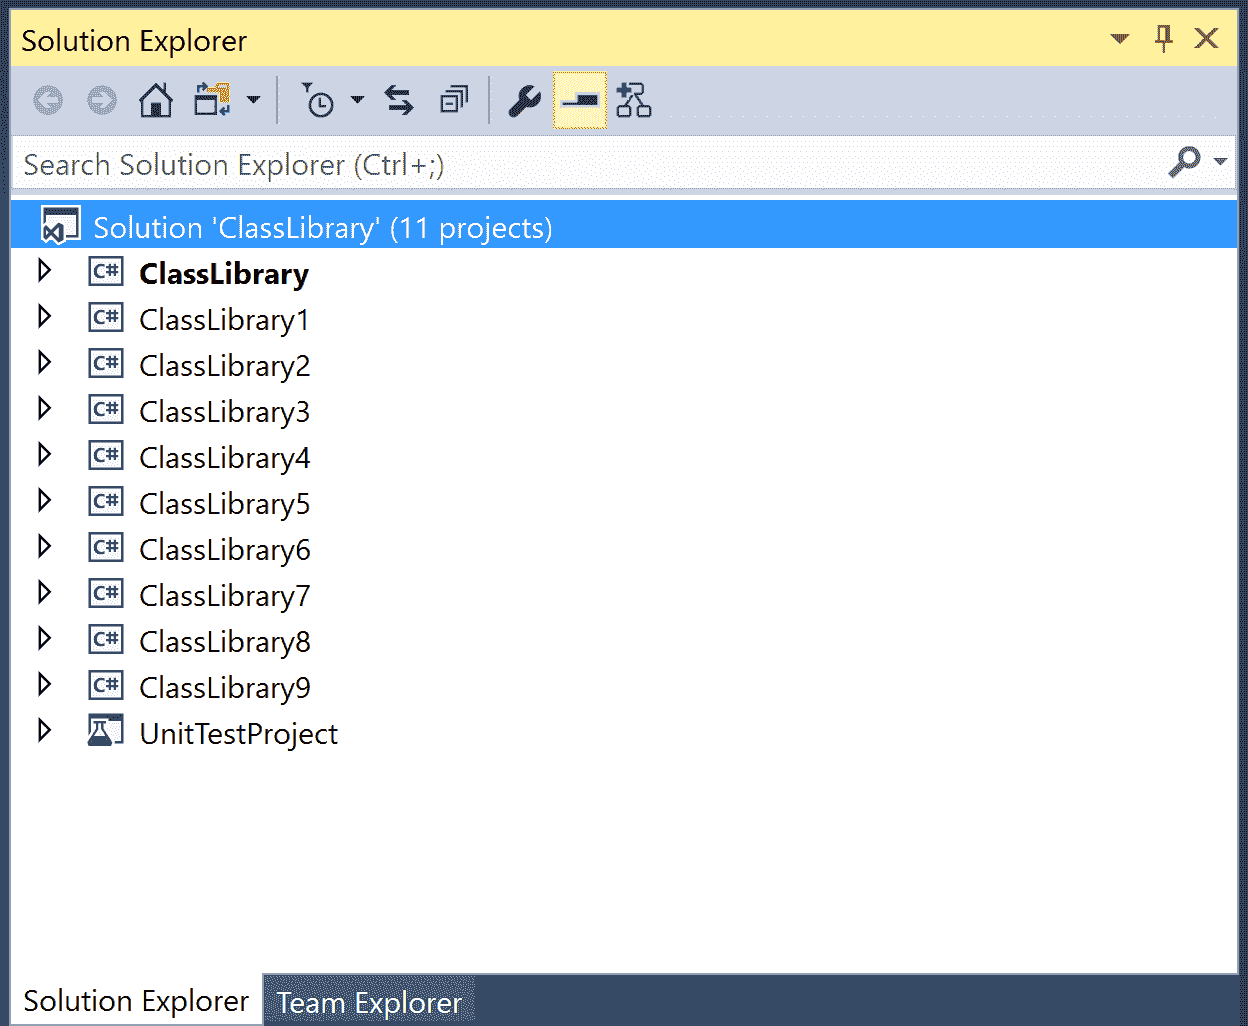 Solution Explorer
Search Solution Explorer (Ctrl+;)
Solution 'ClassLibrary' (11 projects)
C# ClassLibrary
C# ClassLibrary1
C# ClassLibrary2
C# ClassLibrary3
C# ClassLibrary4
C# ClassLibrary5
C# ClassLibrary6
C# ClassLibrary7
C# ClassLibrary8
C# ClassLibrary9
UnitTestProject
Solution Explorer Team Explorer